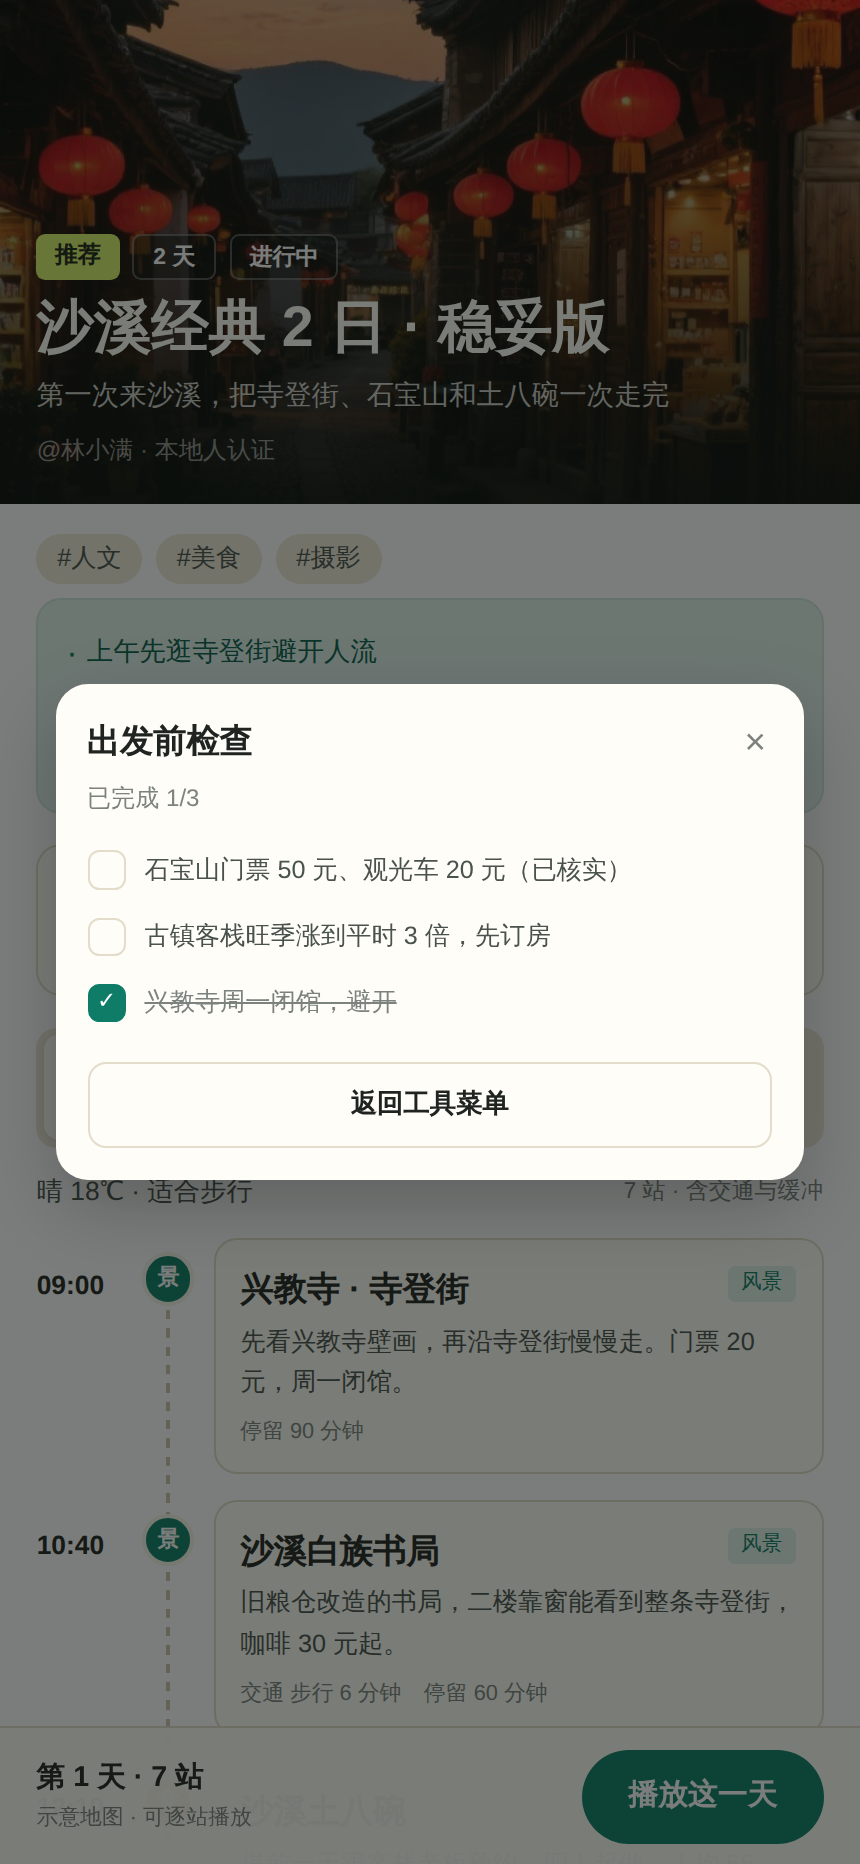 推荐 2 天 进行中
沙溪经典 2 日 · 稳妥版
第一次来沙溪，把寺登街、石宝山和土八碗一次走完
@林小满 · 本地人认证
#人文 #美食 #摄影
· 上午先逛寺登街避开人流
出发前检查 ×
已完成 1/3
石宝山门票 50 元、观光车 20 元（已核实）
古镇客栈旺季涨到平时 3 倍，先订房
✓ 兴教寺周一闭馆，避开
返回工具菜单
晴 18℃ · 适合步行 7 站 · 含交通与缓冲
09:00 景 兴教寺 · 寺登街 风景
先看兴教寺壁画，再沿寺登街慢慢走。门票 20
元，周一闭馆。
停留 90 分钟
10:40 景 沙溪白族书局 风景
旧粮仓改造的书局，二楼靠窗能看到整条寺登街，
咖啡 30 元起。
交通 步行 6 分钟 停留 60 分钟
第 1 天 · 7 站
示意地图 · 可逐站播放
沙溪土八碗
播放这一天